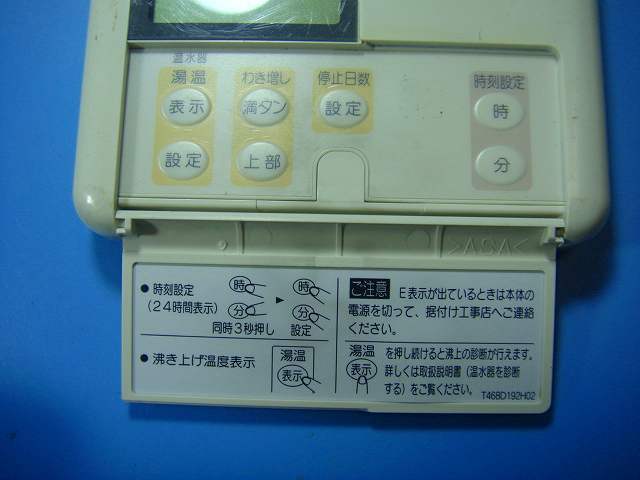 温水器
湯温
わき増し
停止日数
時刻設定
表示
満タン
設定
時
設定
上部
分
>ASA<
● 時刻設定
(24時間表示)
時
分
同時3秒押し
▶
時
分
設定
● 沸き上げ温度表示
湯温
表示
ご注意 E表示が出ているときは本体の
電源を切って、据付け工事店へご連絡
ください。
湯温
表示
を押し続けると沸上の診断が行えます。
詳しくは取扱説明書(温水器を診断
する)をご覧ください。
T468D192H02